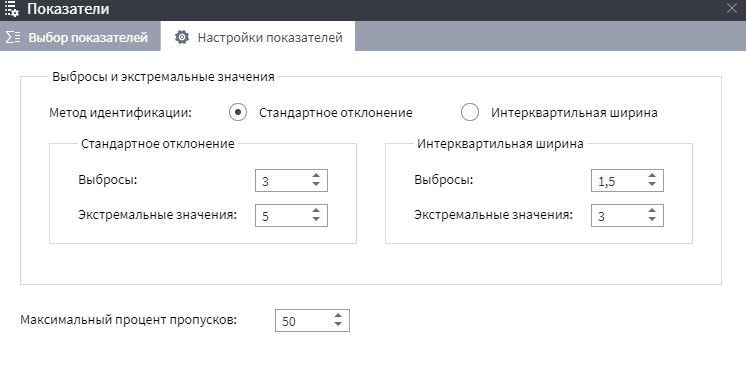 Показатели
Выбор показателей Настройки показателей
Выбросы и экстремальные значения
Метод идентификации: Стандартное отклонение Интерквартильная ширина
Стандартное отклонение Интерквартильная ширина
Выбросы: 3 Выбросы: 1,5
Экстремальные значения: 5 Экстремальные значения: 3
Максимальный процент пропусков: 50